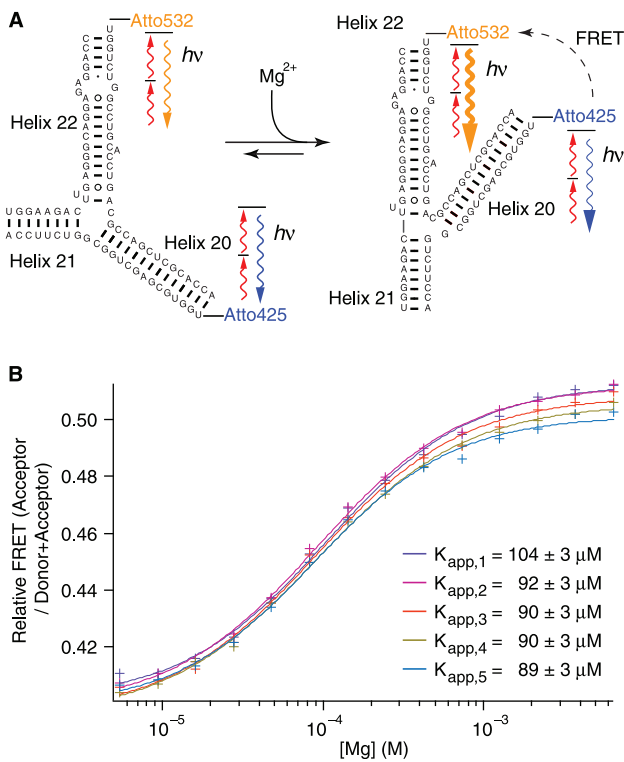 A
Atto532
hν
Helix 22
Helix 21
Helix 20
hν
Atto425
Mg2+
Helix 22
Atto532
FRET
hν
Atto425
hν
Helix 20
Helix 21
UGGAAGAC
ACCUUCUG
B
Relative FRET (Acceptor
/ Donor+Acceptor)
0.50
0.48
0.46
0.44
0.42
Kapp,1 = 104 ± 3 μM
Kapp,2 = 92 ± 3 μM
Kapp,3 = 90 ± 3 μM
Kapp,4 = 90 ± 3 μM
Kapp,5 = 89 ± 3 μM
10−5
10−4
10−3
[Mg] (M)